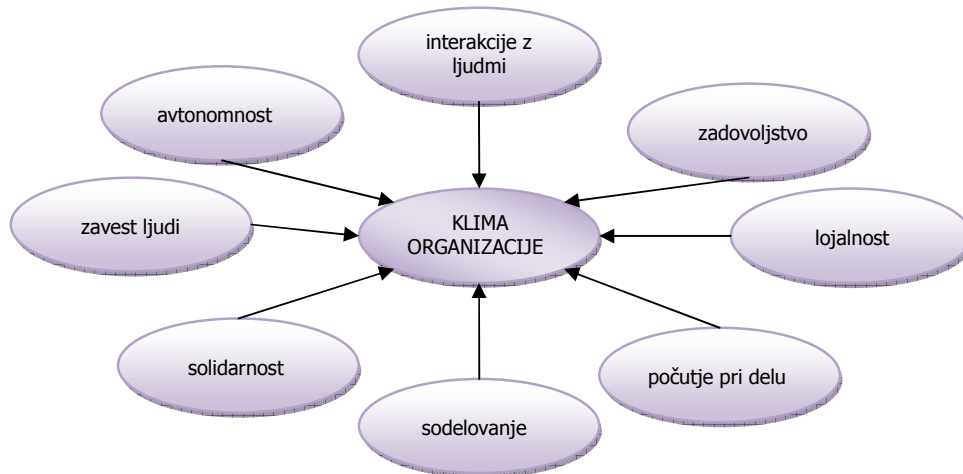 interakcije z
ljudmi
avtonomnost
zadovoljstvo
zavest ljudi
KLIMA
ORGANIZACIJE
lojalnost
solidarnost
počutje pri delu
sodelovanje